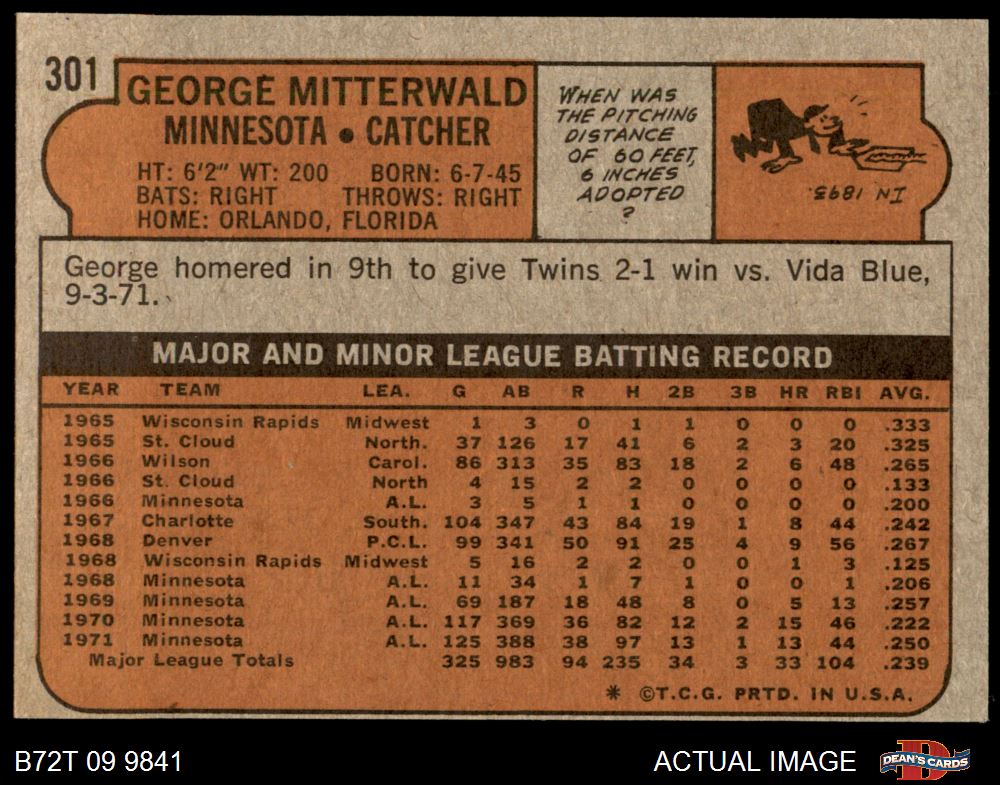 301
GEORGE MITTERWALD
MINNESOTA • CATCHER
HT: 6'2" WT: 200 BORN: 6-7-45
BATS: RIGHT THROWS: RIGHT
HOME: ORLANDO, FLORIDA
WHEN WAS
THE PITCHING
DISTANCE
OF 60 FEET,
6 INCHES
ADOPTED
?
IN 1893.
George homered in 9th to give Twins 2-1 win vs. Vida Blue,
9-3-71.
MAJOR AND MINOR LEAGUE BATTING RECORD
YEAR TEAM LEA. G AB R H 2B 3B HR RBI AVG.
1965 Wisconsin Rapids Midwest 1 3 0 1 1 0 0 0 .333
1965 St. Cloud North. 37 126 17 41 6 2 3 20 .325
1966 Wilson Carol. 86 313 35 83 18 2 6 48 .265
1966 St. Cloud North 4 15 2 2 0 0 0 0 .133
1966 Minnesota A.L. 3 5 1 1 0 0 0 0 .200
1967 Charlotte South. 104 347 43 84 19 1 8 44 .242
1968 Denver P.C.L. 99 341 50 91 25 4 9 56 .267
1968 Wisconsin Rapids Midwest 5 16 2 2 0 0 1 3 .125
1968 Minnesota A.L. 11 34 1 7 1 0 0 1 .206
1969 Minnesota A.L. 69 187 18 48 8 0 5 13 .257
1970 Minnesota A.L. 117 369 36 82 12 2 15 46 .222
1971 Minnesota A.L. 125 388 38 97 13 1 13 44 .250
Major League Totals 325 983 94 235 34 3 33 104 .239
* ©T.C.G. PRTD. IN U.S.A.
B72T 09 9841 ACTUAL IMAGE
D
DEAN'S CARDS